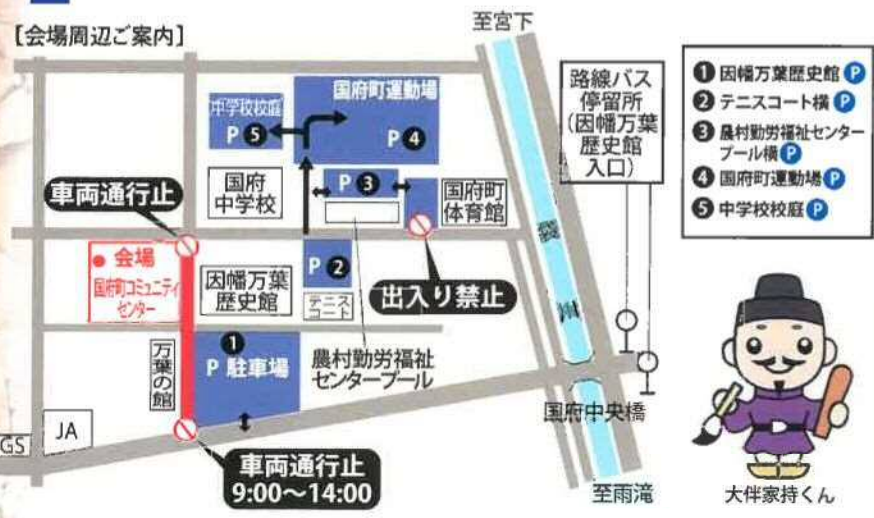 [会場周辺ご案内]
至宮下
路線バス
停留所
(因幡万葉
歴史館
入口)
❶ 因幡万葉歴史館 P
❷ テニスコート横 P
❸ 農村勤労福祉センター
プール横 P
❹ 国府町運動場 P
❺ 中学校校庭 P
中学校校庭
P ❺
国府町運動場
P ❹
車両通行止
国府
中学校
P ❸
国府町
体育館
● 会場
国府町コミュニティ
センター
因幡万葉
歴史館
P ❷
テニス
コート
出入り禁止
袋
川
万葉の館
❶
P 駐車場
農村勤労福祉
センタープール
国府中央橋
GS
JA
車両通行止
9:00～14:00
至雨滝
大伴家持くん